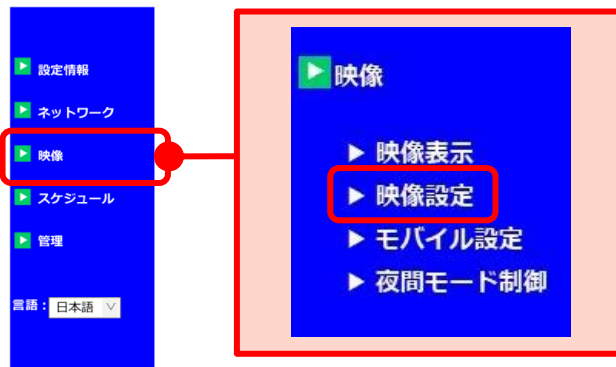 設定情報
ネットワーク
映像
スケジュール
管理
言語：日本語
映像
映像表示
映像設定
モバイル設定
夜間モード制御